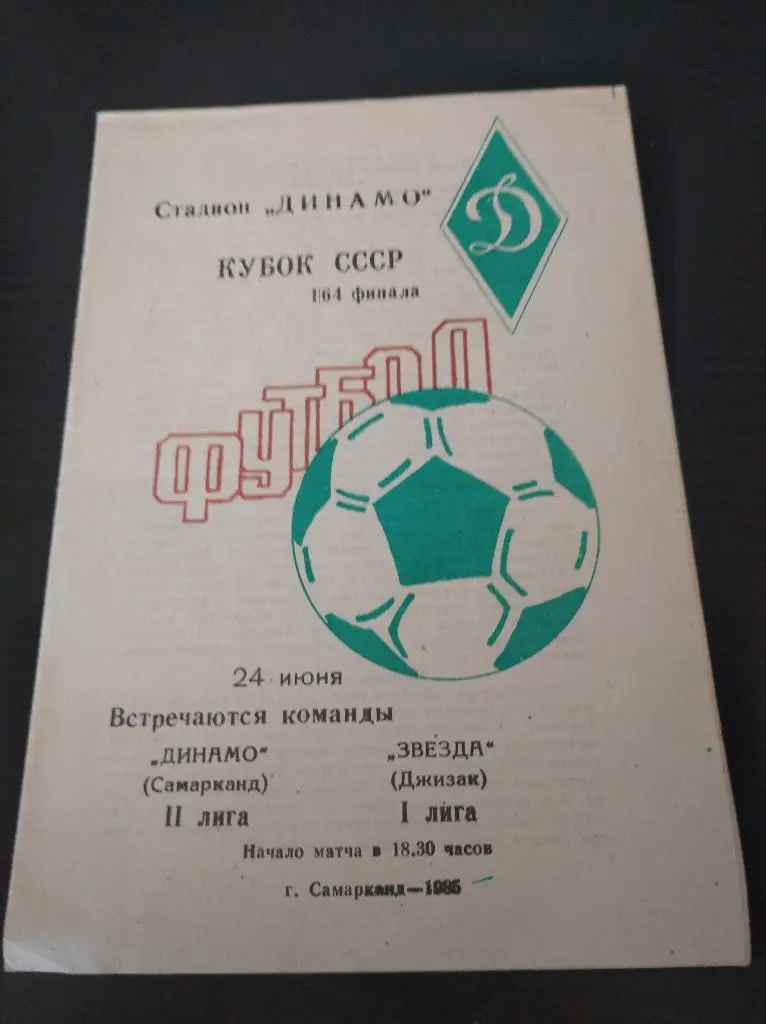 Стадион „ДИНАМО“
Д
КУБОК СССР
1/64 финала
ФУТБОЛ
24 июня
Встречаются команды
„ДИНАМО“ „ЗВЕЗДА“
(Самарканд) (Джизак)
II лига I лига
Начало матча в 18.30 часов
г. Самарканд—1985